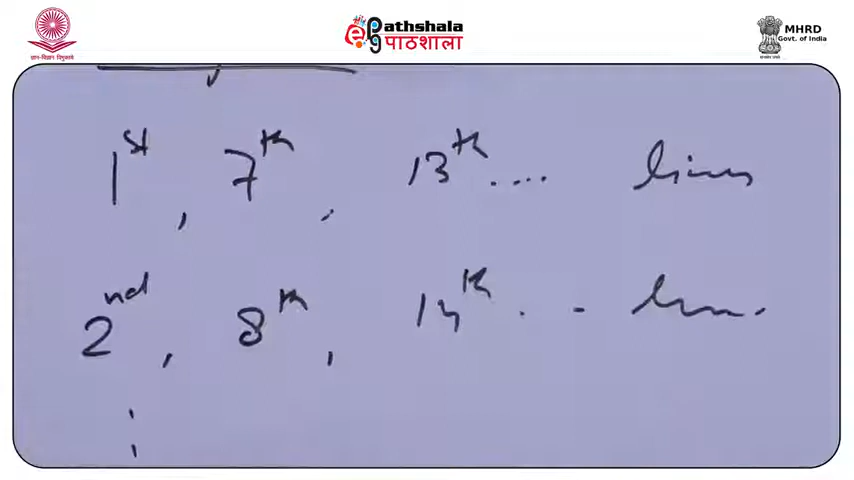 ePathshala
पाठशाला
MHRD
Govt. of India
1st, 7th, 13th.... lines
2nd, 8th, 14th. . lines